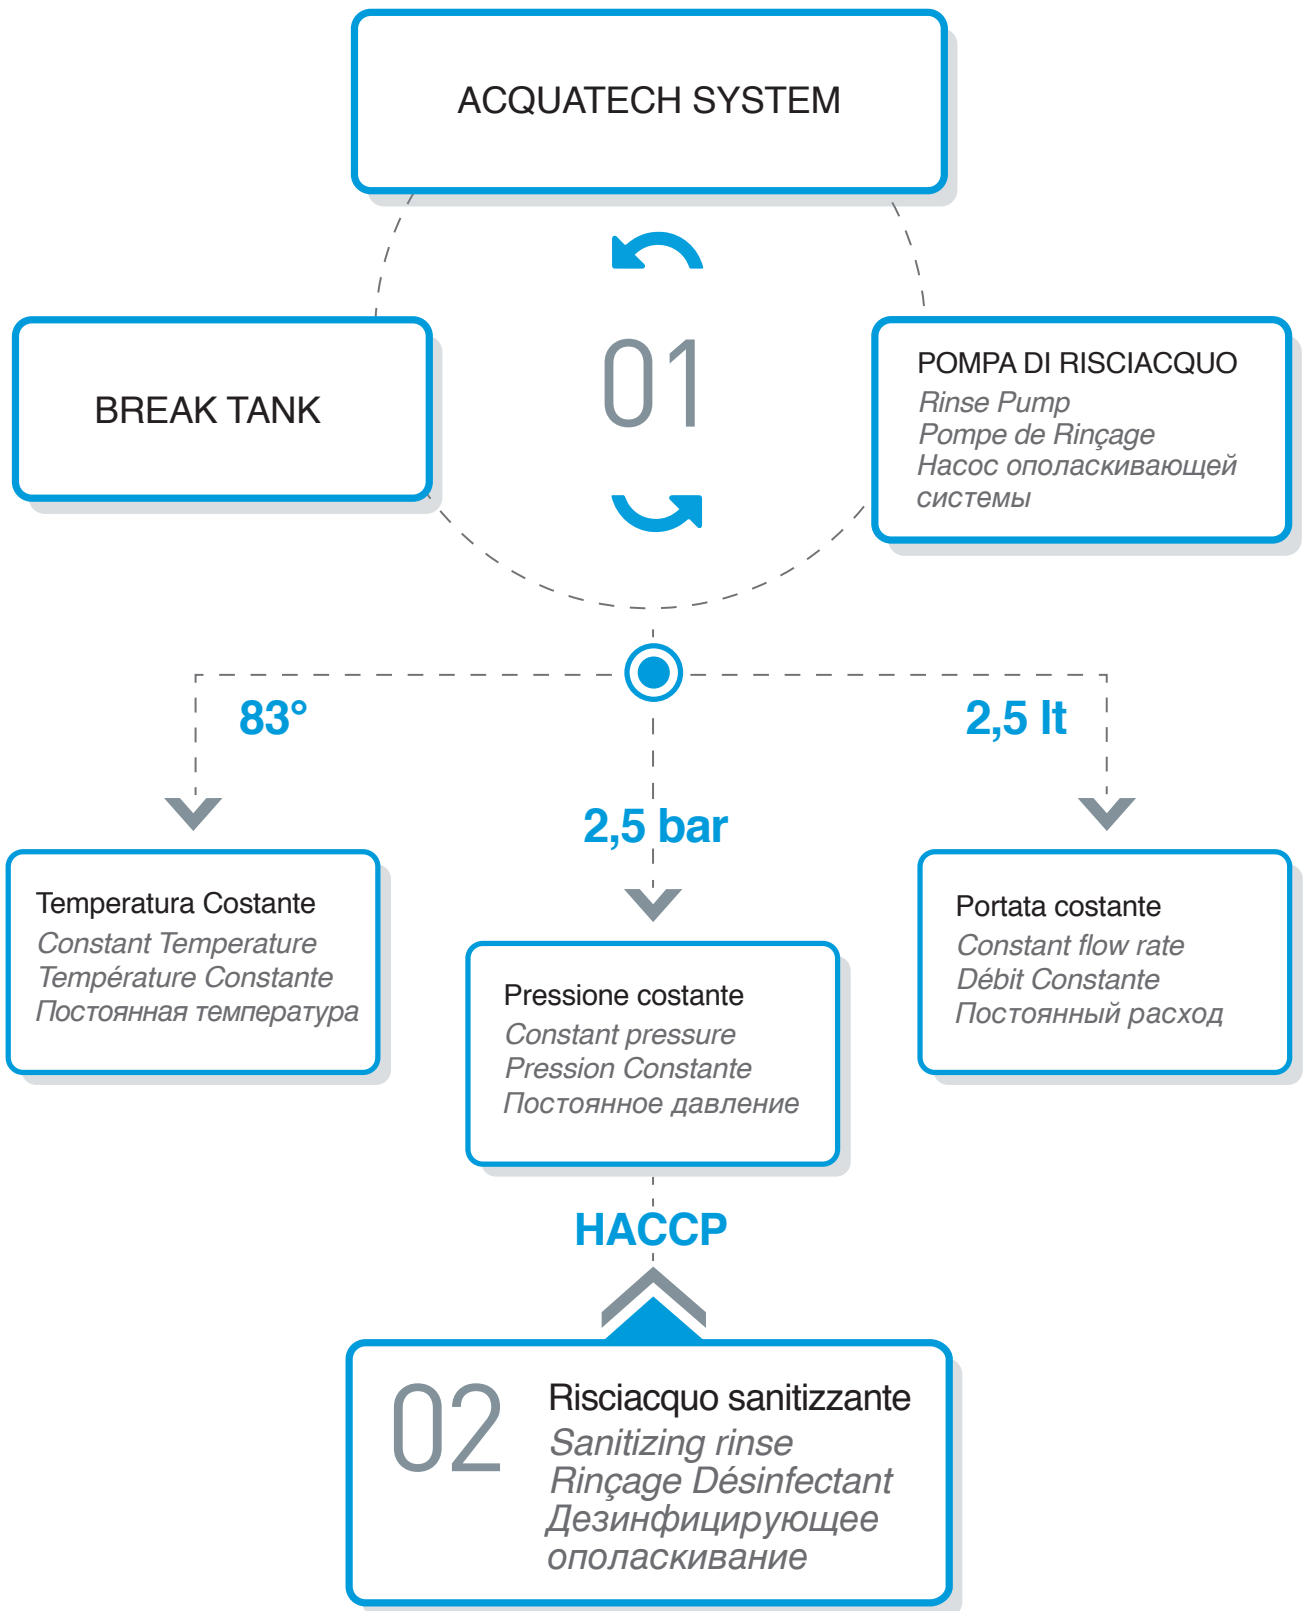 ACQUATECH SYSTEM
01
BREAK TANK
POMPA DI RISCIACQUO
Rinse Pump
Pompe de Rinçage
Насос ополаскивающей
системы
83°
2,5 bar
2,5 lt
Temperatura Costante
Constant Temperature
Température Constante
Постоянная температура
Pressione costante
Constant pressure
Pression Constante
Постоянное давление
Portata costante
Constant flow rate
Débit Constante
Постоянный расход
HACCP
02
Risciacquo sanitizzante
Sanitizing rinse
Rinçage Désinfectant
Дезинфицирующее
ополаскивание